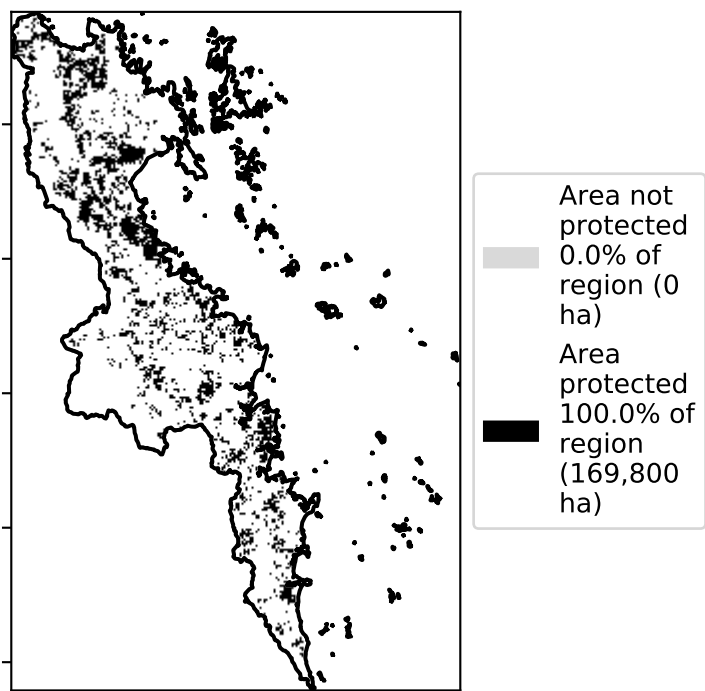 Area not
protected
0.0% of
region (0
ha)
Area
protected
100.0% of
region
(169,800
ha)